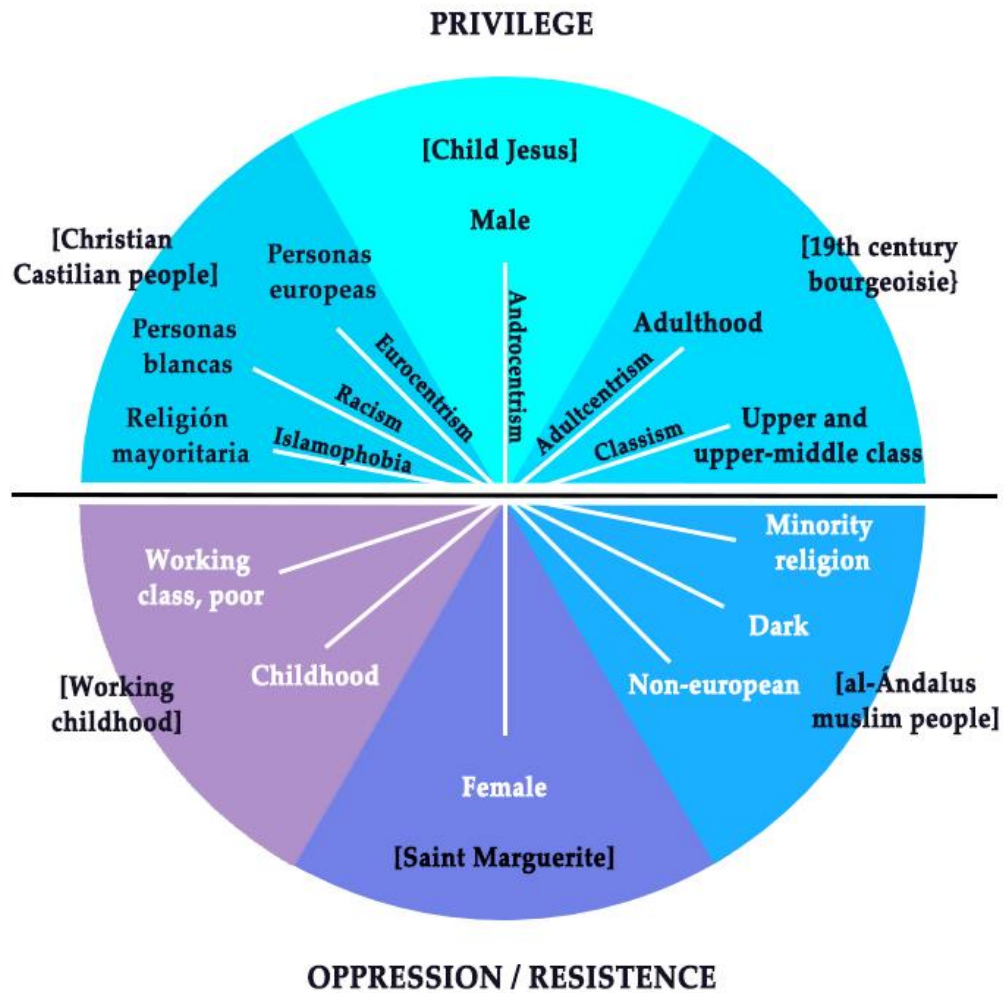 PRIVILEGE
[Child Jesus]
Male
[Christian
Castilian people]
Personas
europeas
Personas
blancas
Religión
mayoritaria
Eurocentrism
Racism
Islamophobia
Androcentrism
[19th century
bourgeoisie}
Adulthood
Adultcentrism
Classism
Upper and
upper-middle class
Working
class, poor
Childhood
[Working
childhood]
Female
[Saint Marguerite]
Minority
religion
Dark
Non-european
[al-Ándalus
muslim people]
OPPRESSION / RESISTENCE